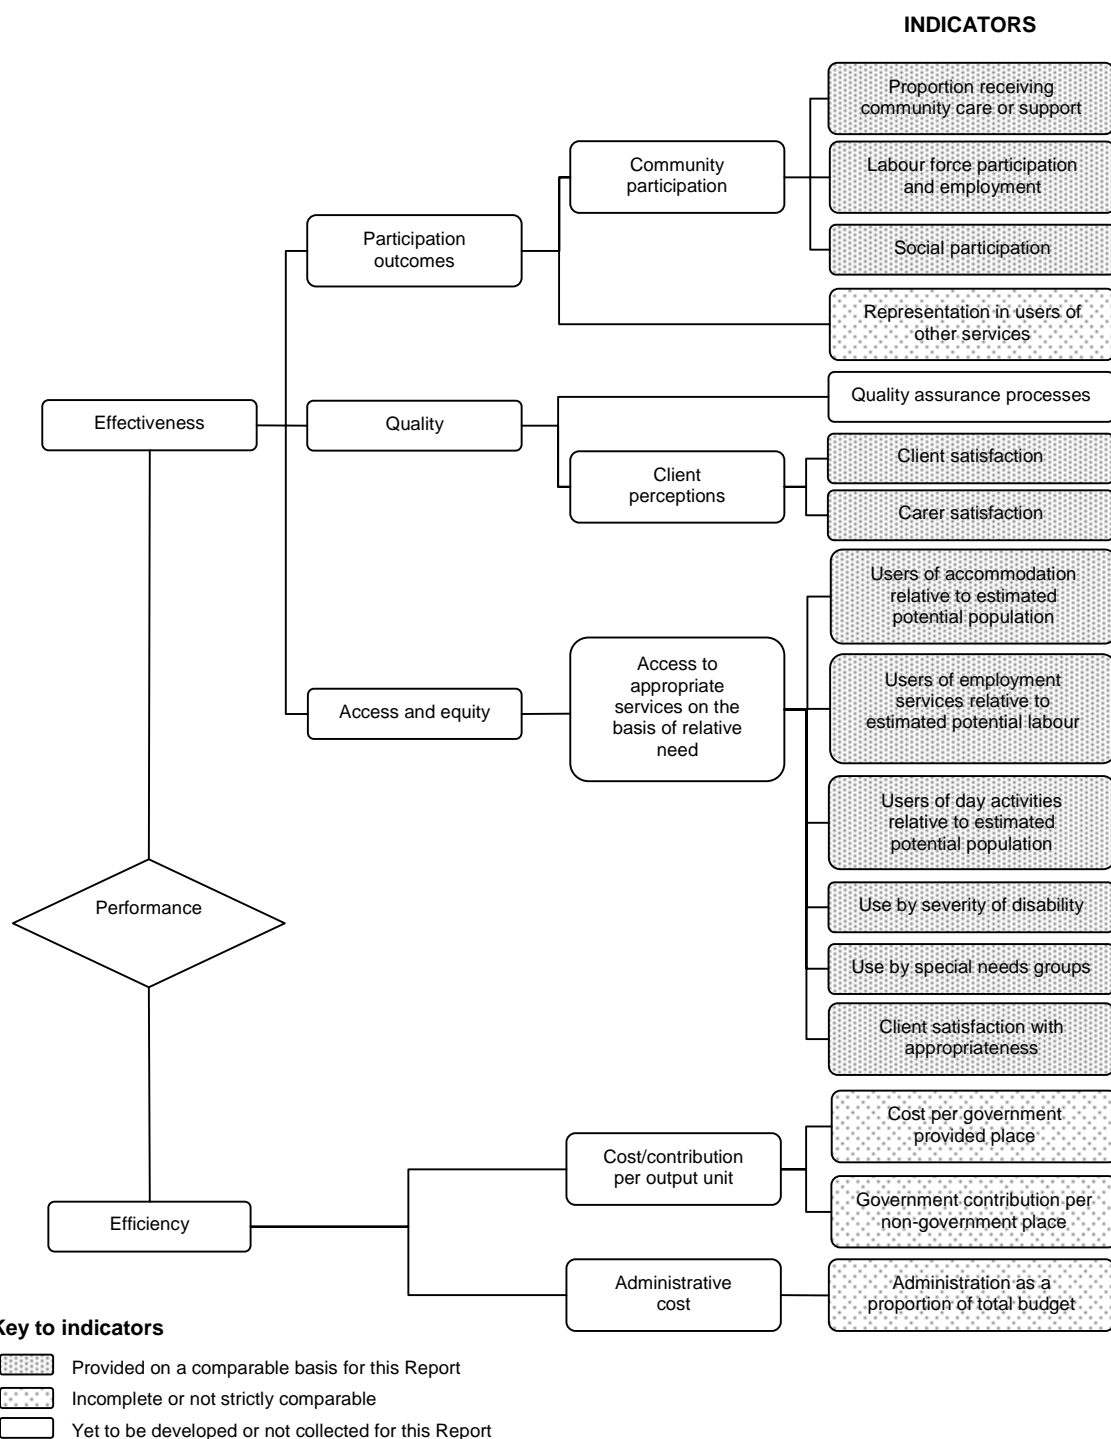 INDICATORS
Proportion receiving
community care or support
Community
participation
Labour force participation
and employment
Participation
outcomes
Social participation
Representation in users of
other services
Quality assurance processes
Effectiveness
Quality
Client satisfaction
Client
perceptions
Carer satisfaction
Users of accommodation
relative to estimated
potential population
Access to
appropriate
services on the
basis of relative
need
Users of employment
services relative to
estimated potential labour
Access and equity
Users of day activities
relative to estimated
potential population
Performance
Use by severity of disability
Use by special needs groups
Client satisfaction with
appropriateness
Cost per government
provided place
Cost/contribution
per output unit
Government contribution per
non-government place
Efficiency
Administrative
cost
Administration as a
proportion of total budget
Key to indicators
Provided on a comparable basis for this Report
Incomplete or not strictly comparable
Yet to be developed or not collected for this Report